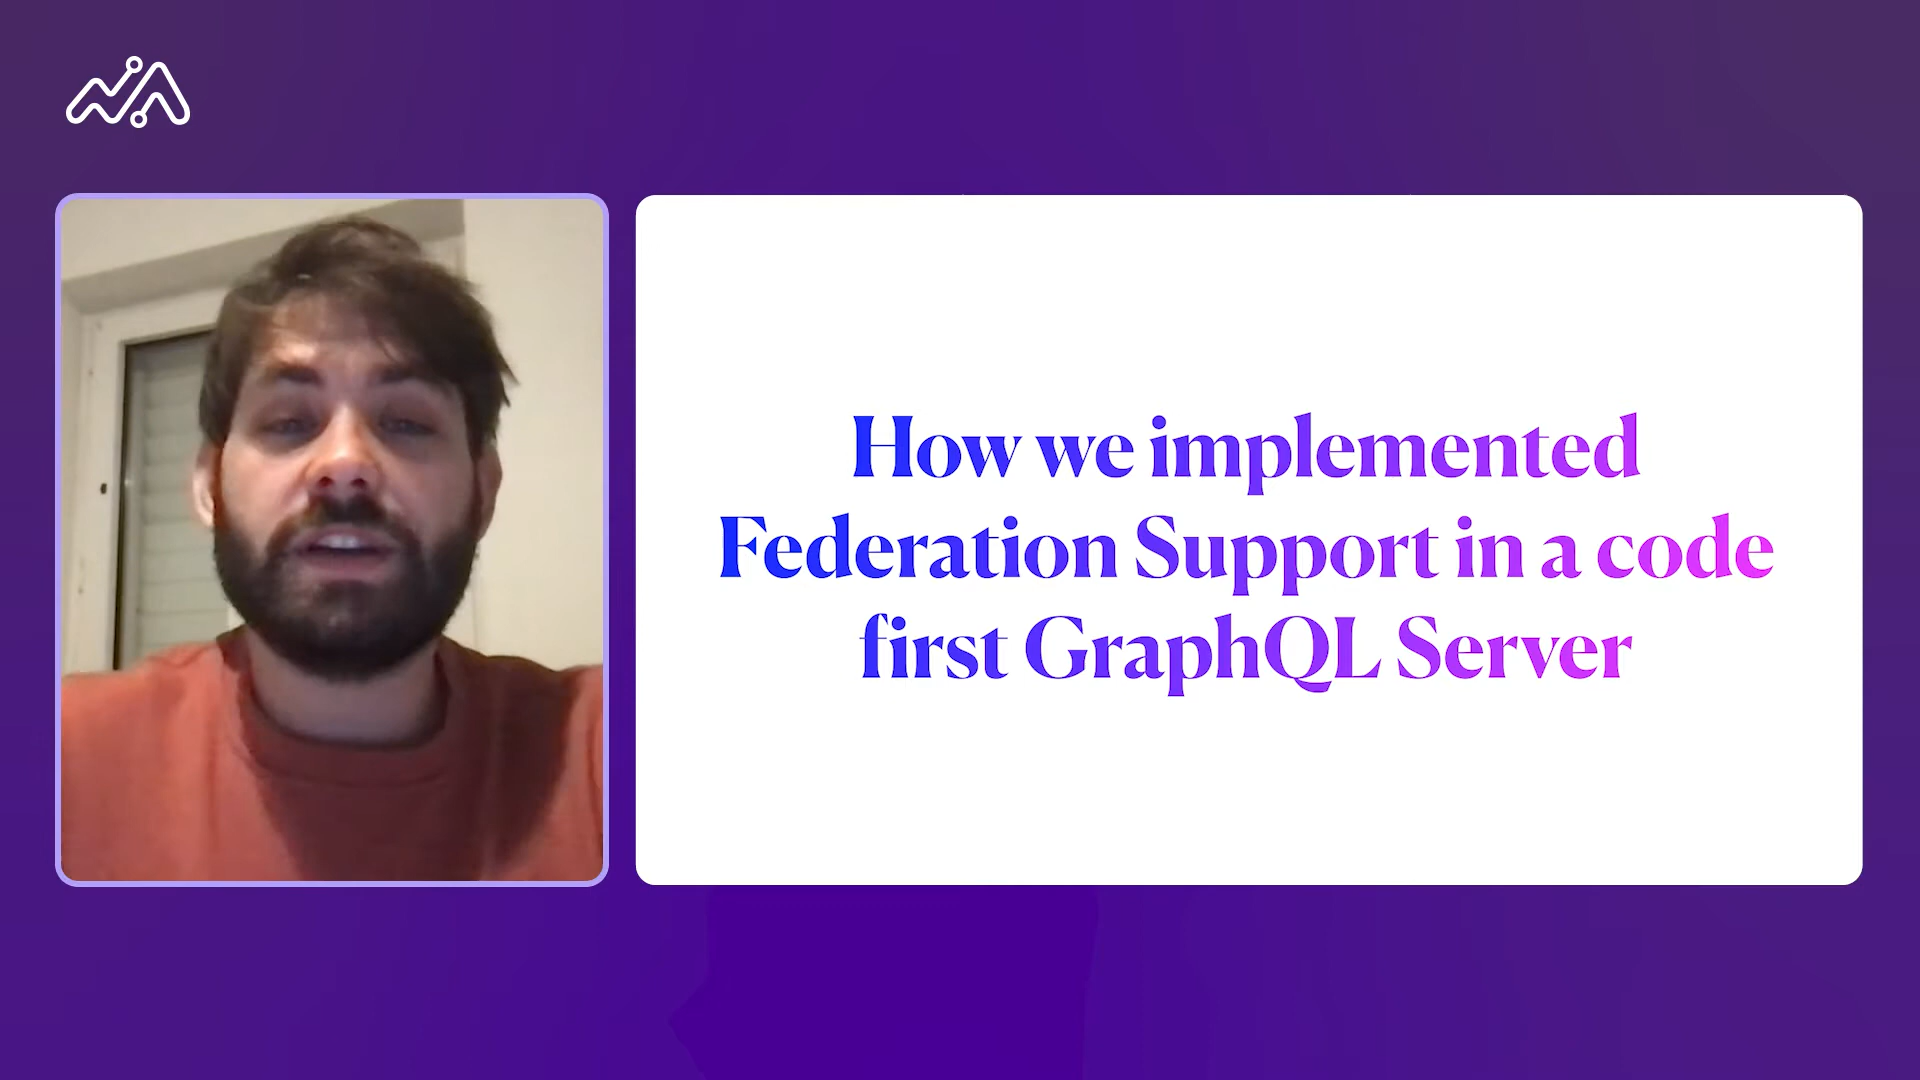 How we implemented
Federation Support in a code
first GraphQL Server